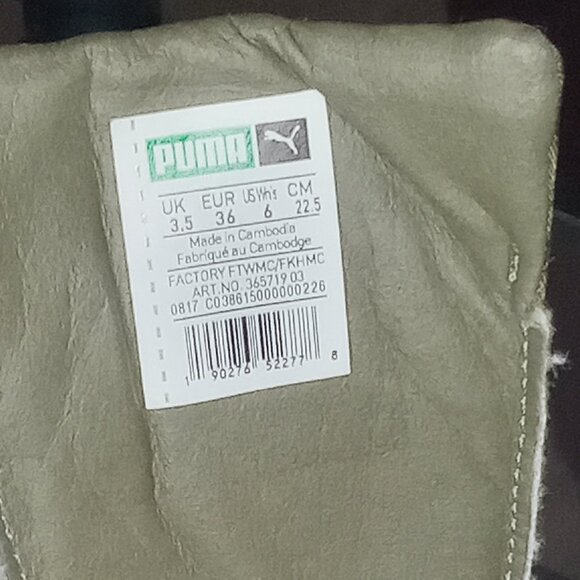 PUMA
UK EUR US Wn's CM
3.5 36 6 22.5
Made in Cambodia
Fabriqué au Cambodge
FACTORY FTWMC/FKHMC
ART.NO. 365719 03
0817 C038615000000226
1 90276 52277 8